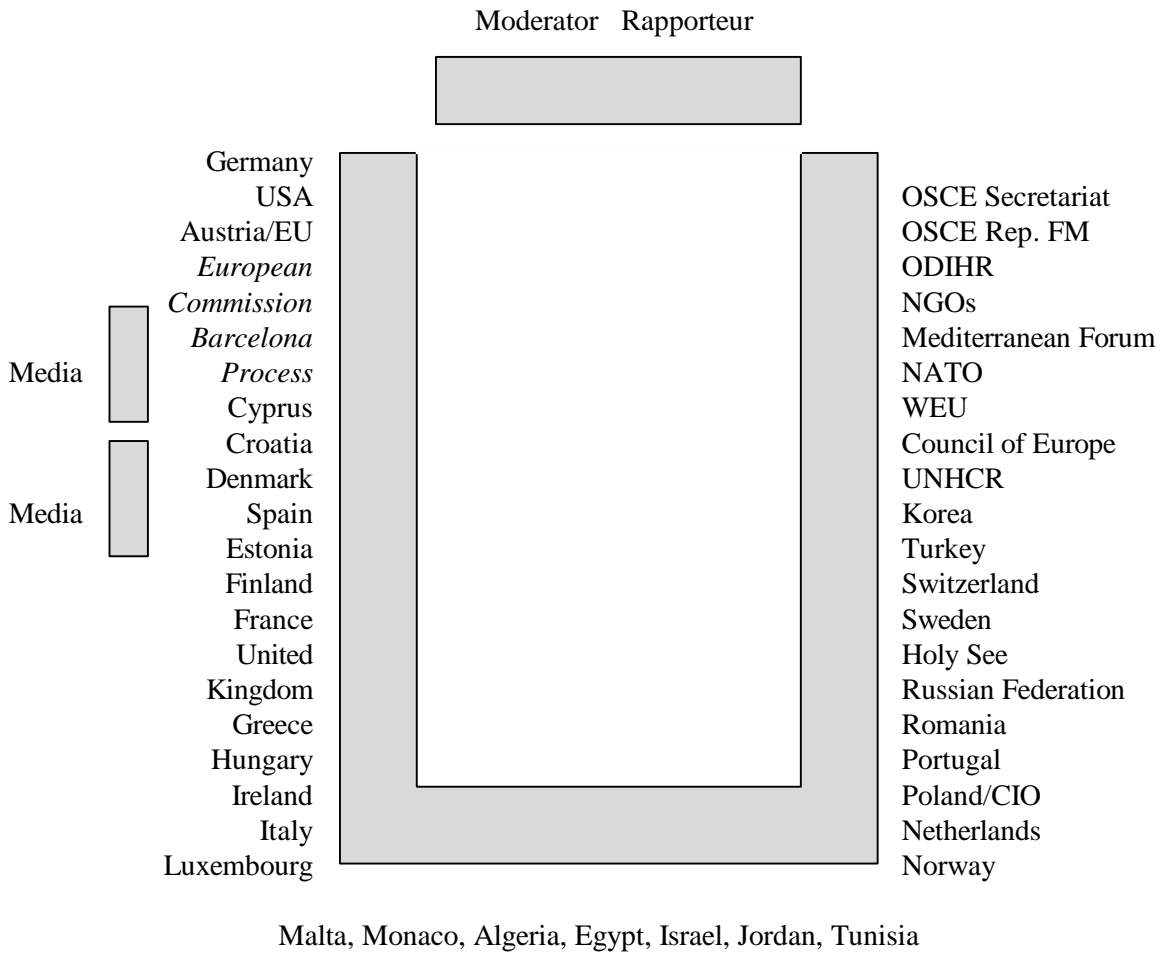 Moderator Rapporteur
Germany
USA
Austria/EU
European
Commission
Barcelona
Process
Cyprus
Croatia
Denmark
Spain
Estonia
Finland
France
United
Kingdom
Greece
Hungary
Ireland
Italy
Luxembourg
Media
Media
OSCE Secretariat
OSCE Rep. FM
ODIHR
NGOs
Mediterranean Forum
NATO
WEU
Council of Europe
UNHCR
Korea
Turkey
Switzerland
Sweden
Holy See
Russian Federation
Romania
Portugal
Poland/CIO
Netherlands
Norway
Malta, Monaco, Algeria, Egypt, Israel, Jordan, Tunisia